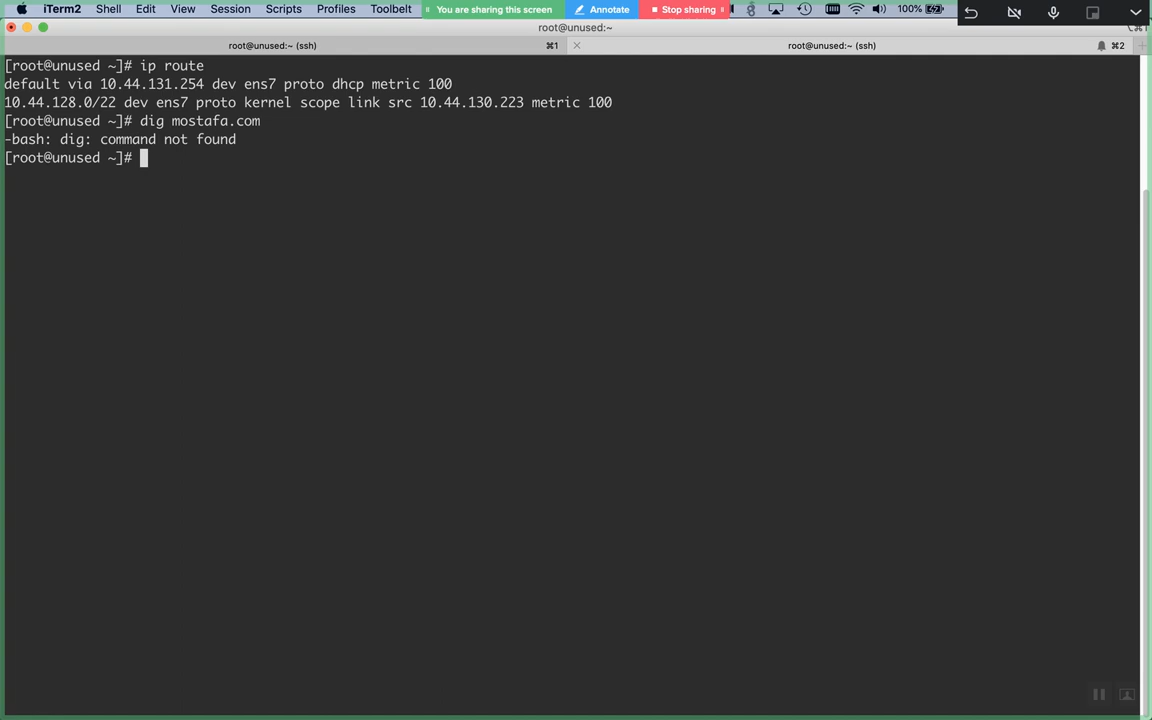 iTerm2 Shell Edit View Session Scripts Profiles Toolbelt You are sharing this screen Annotate Stop sharing 100%
root@unused:~
root@unused:~ (ssh) ⌘1 root@unused:~ (ssh) ⌘2
[root@unused ~]# ip route
default via 10.44.131.254 dev ens7 proto dhcp metric 100
10.44.128.0/22 dev ens7 proto kernel scope link src 10.44.130.223 metric 100
[root@unused ~]# dig mostafa.com
-bash: dig: command not found
[root@unused ~]#